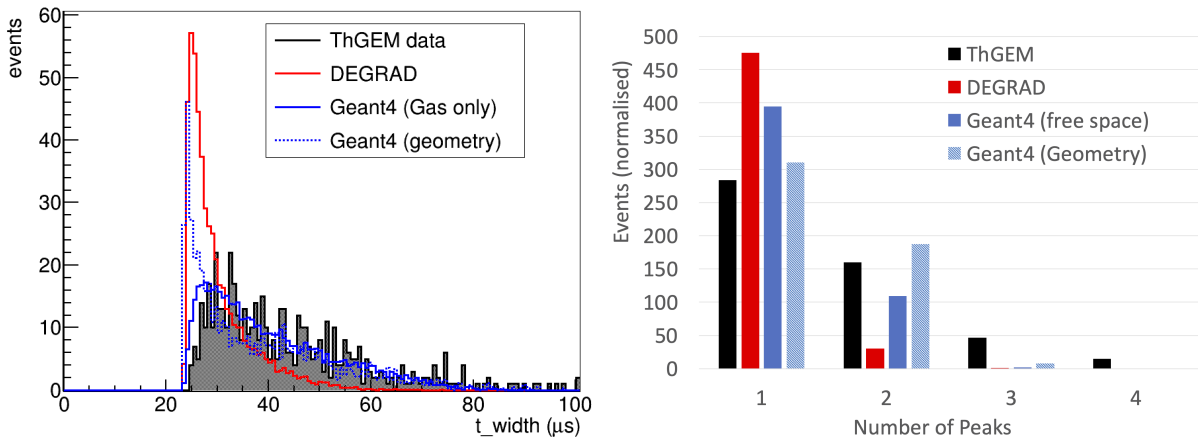 events
60
50
40
30
20
10
0
ThGEM data
DEGRAD
Geant4 (Gas only)
Geant4 (geometry)
0 20 40 60 80 100
t_width (μs)
Events (normalised)
500
450
400
350
300
250
200
150
100
50
0
ThGEM
DEGRAD
Geant4 (free space)
Geant4 (Geometry)
1 2 3 4
Number of Peaks